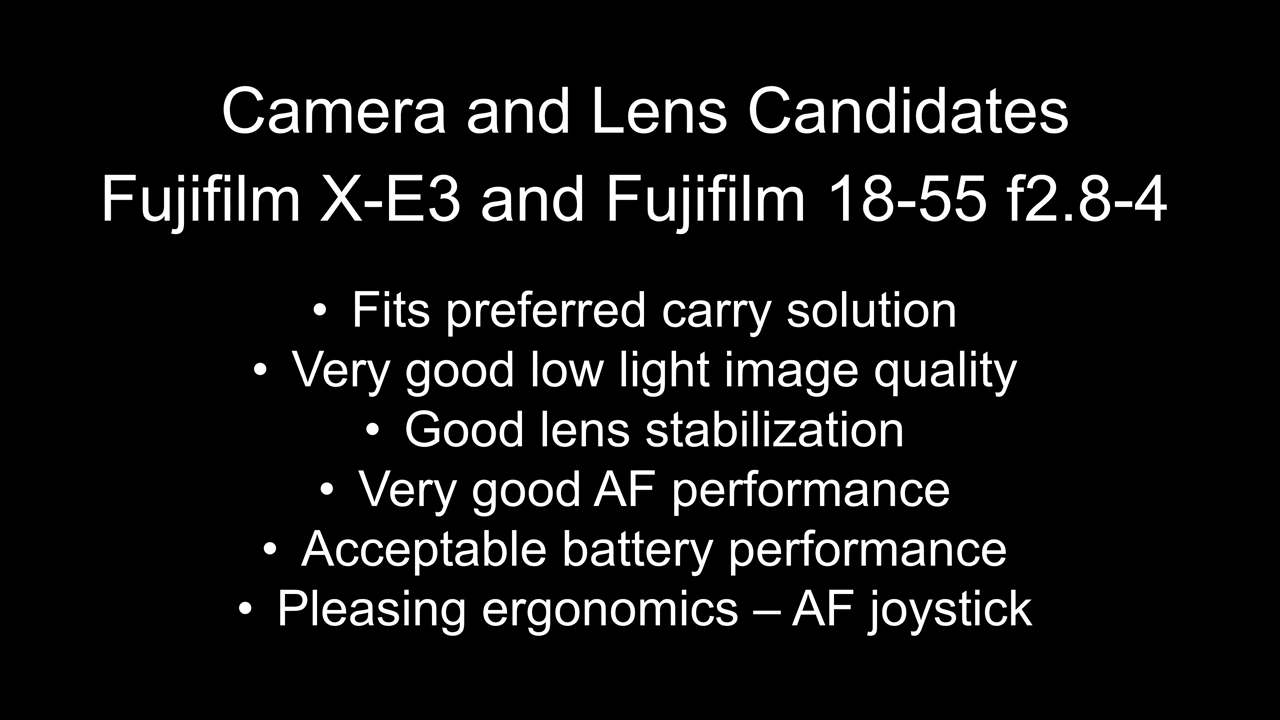 Camera and Lens Candidates
Fujifilm X-E3 and Fujifilm 18-55 f2.8-4
• Fits preferred carry solution
• Very good low light image quality
• Good lens stabilization
• Very good AF performance
• Acceptable battery performance
• Pleasing ergonomics – AF joystick